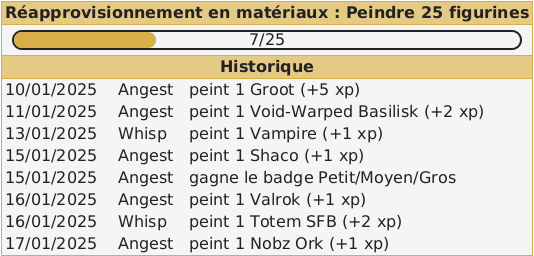 Réapprovisionnement en matériaux : Peindre 25 figurines
7/25
Historique
10/01/2025 Angest peint 1 Groot (+5 xp)
11/01/2025 Angest peint 1 Void-Warped Basilisk (+2 xp)
13/01/2025 Whisp peint 1 Vampire (+1 xp)
15/01/2025 Angest peint 1 Shaco (+1 xp)
15/01/2025 Angest gagne le badge Petit/Moyen/Gros
16/01/2025 Angest peint 1 Valrok (+1 xp)
16/01/2025 Whisp peint 1 Totem SFB (+2 xp)
17/01/2025 Angest peint 1 Nobz Ork (+1 xp)